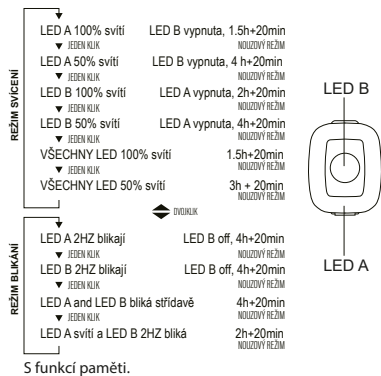 REŽIM SVÍCENÍ
LED A 100% svítí LED B vypnuta, 1.5h+20min
JEDEN KLIK NOUZOVÝ REŽIM
LED A 50% svítí LED B vypnuta, 4 h+20min
JEDEN KLIK NOUZOVÝ REŽIM
LED B 100% svítí LED A vypnuta, 2h+20min
JEDEN KLIK NOUZOVÝ REŽIM
LED B 50% svítí LED A vypnuta, 4h+20min
JEDEN KLIK NOUZOVÝ REŽIM
VŠECHNY LED 100% svítí 1.5h+20min
JEDEN KLIK NOUZOVÝ REŽIM
VŠECHNY LED 50% svítí 3h + 20min
NOUZOVÝ REŽIM
DVOJKLIK
REŽIM BLIKÁNÍ
LED A 2HZ blikají LED B off, 4h+20min
JEDEN KLIK NOUZOVÝ REŽIM
LED B 2HZ blikají LED B off, 4h+20min
JEDEN KLIK NOUZOVÝ REŽIM
LED A and LED B bliká střídavě 4h+20min
JEDEN KLIK NOUZOVÝ REŽIM
LED A svítí a LED B 2HZ bliká 2h+20min
NOUZOVÝ REŽIM
S funkcí paměti.
LED B
LED A